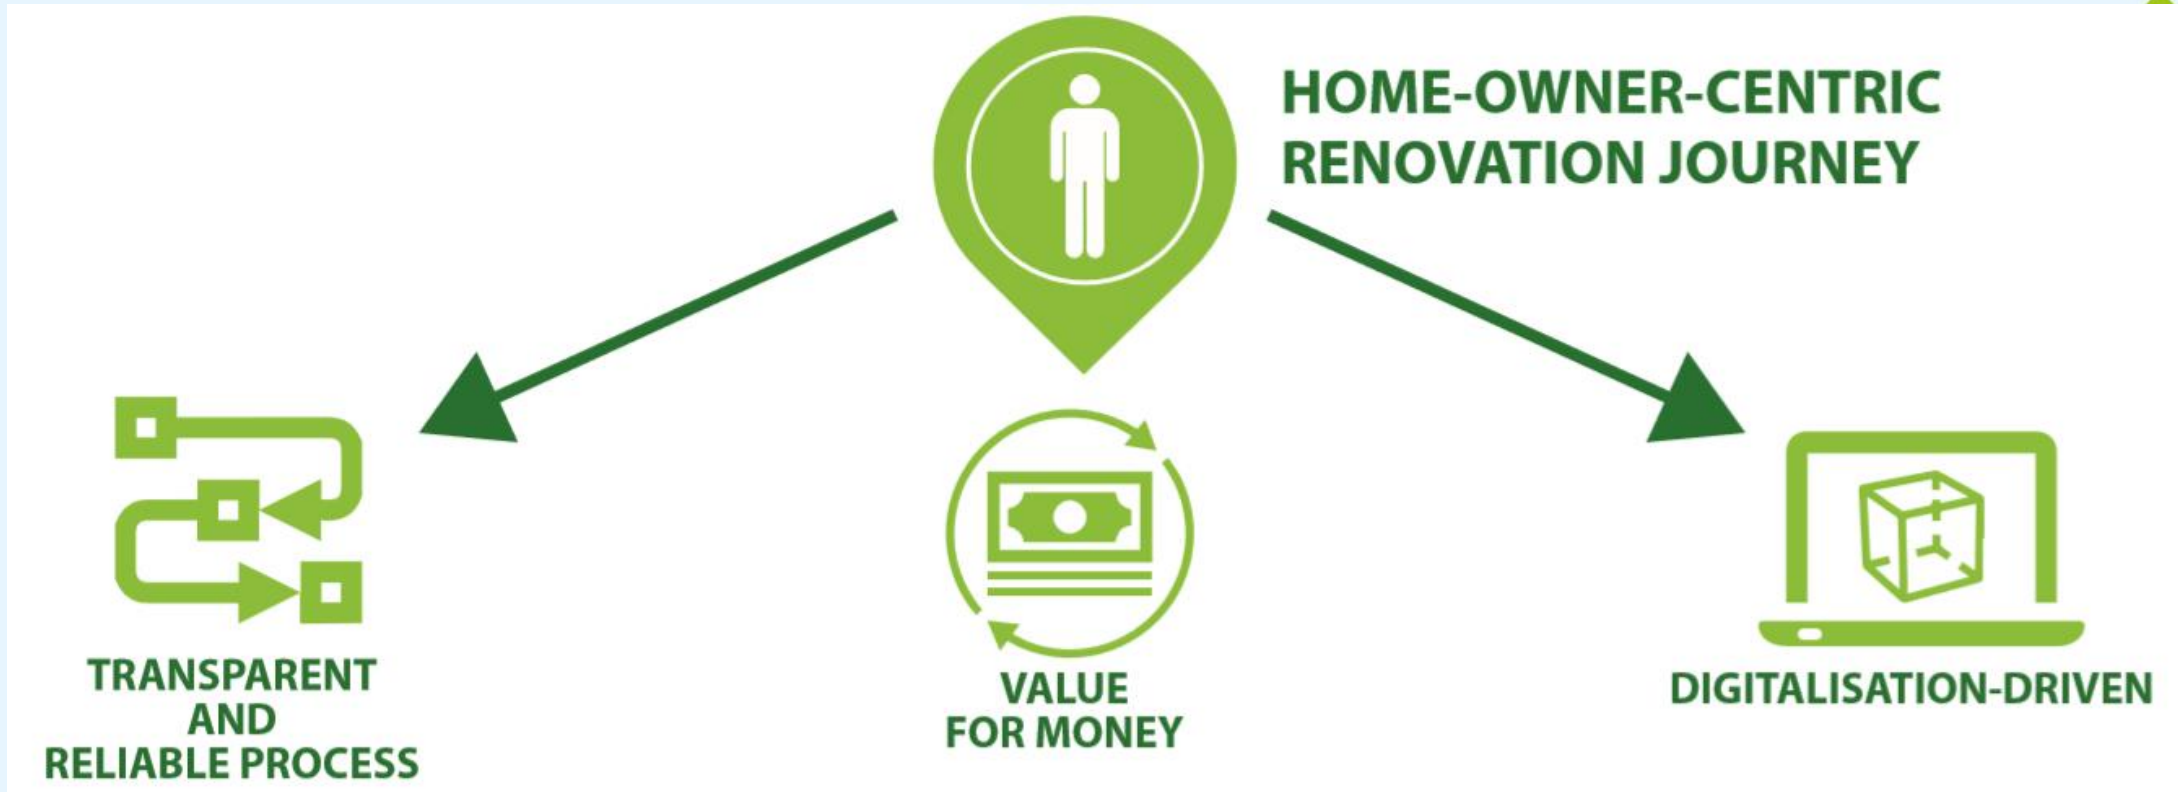 HOME-OWNER-CENTRIC
RENOVATION JOURNEY
TRANSPARENT
AND
RELIABLE PROCESS
VALUE
FOR MONEY
DIGITALISATION-DRIVEN